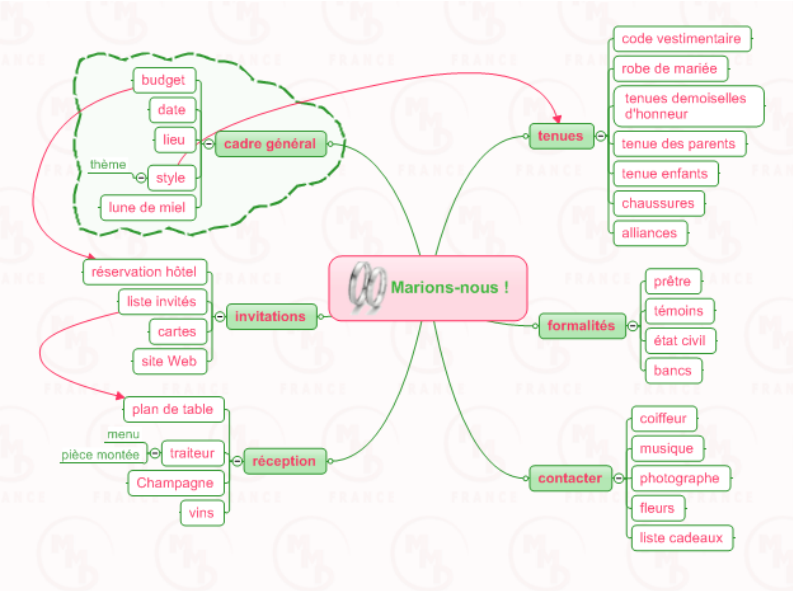 Marions-nous !
cadre général
budget
date
lieu
style
thème
lune de miel
invitations
réservation hôtel
liste invités
cartes
site Web
réception
plan de table
traiteur
menu
pièce montée
Champagne
vins
tenues
code vestimentaire
robe de mariée
tenues demoiselles
d'honneur
tenue des parents
tenue enfants
chaussures
alliances
formalités
prêtre
témoins
état civil
bancs
contacter
coiffeur
musique
photographe
fleurs
liste cadeaux
MMD
FRANCE